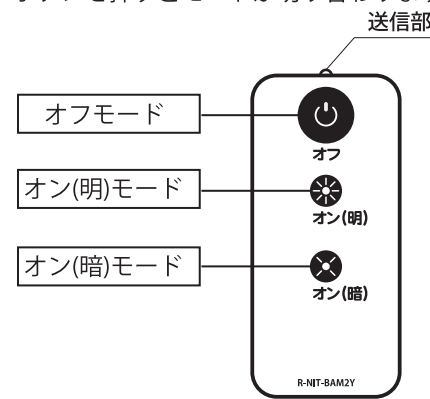 送信部
オフモード
オフ
オン(明)モード
オン(明)
オン(暗)モード
オン(暗)
R-NIT-BAM2Y